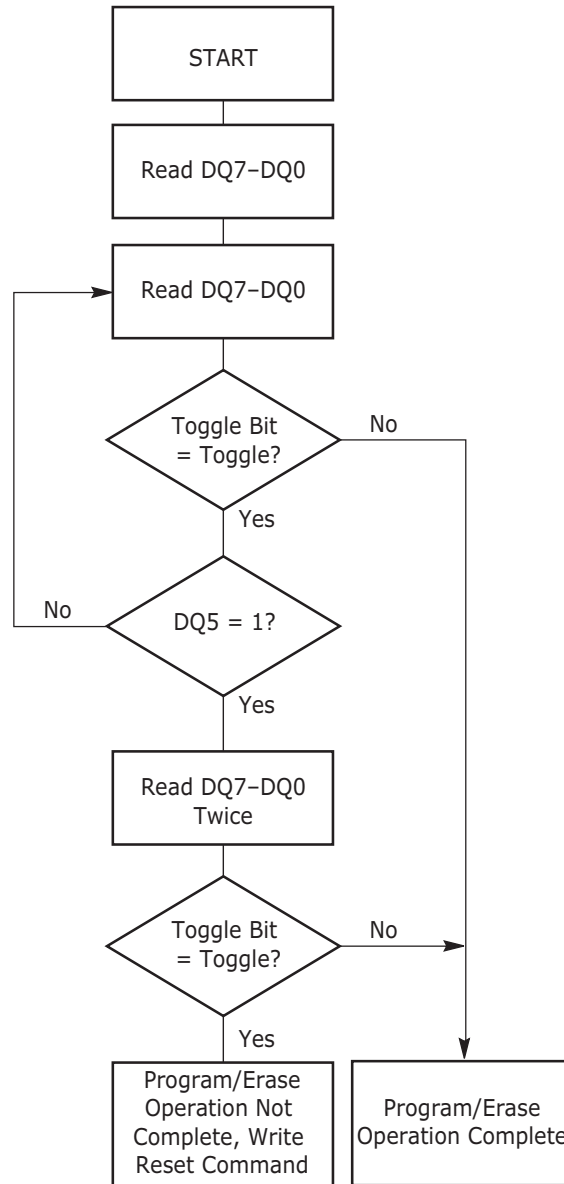 START
Read DQ7–DQ0
Read DQ7–DQ0
Toggle Bit
= Toggle?
No
Yes
No
DQ5 = 1?
Yes
Read DQ7–DQ0
Twice
Toggle Bit
= Toggle?
No
Yes
Program/Erase
Operation Not
Complete, Write
Reset Command
Program/Erase
Operation Complete